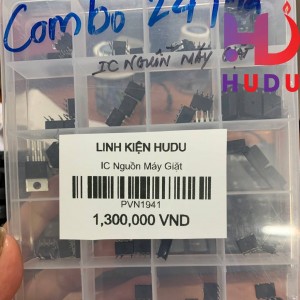 Combo 24
IC NGUỒN MÁY GIẶT
HUDU
LINH KIỆN HUDU
IC Nguồn Máy Giặt
PVN1941
1,300,000 VND